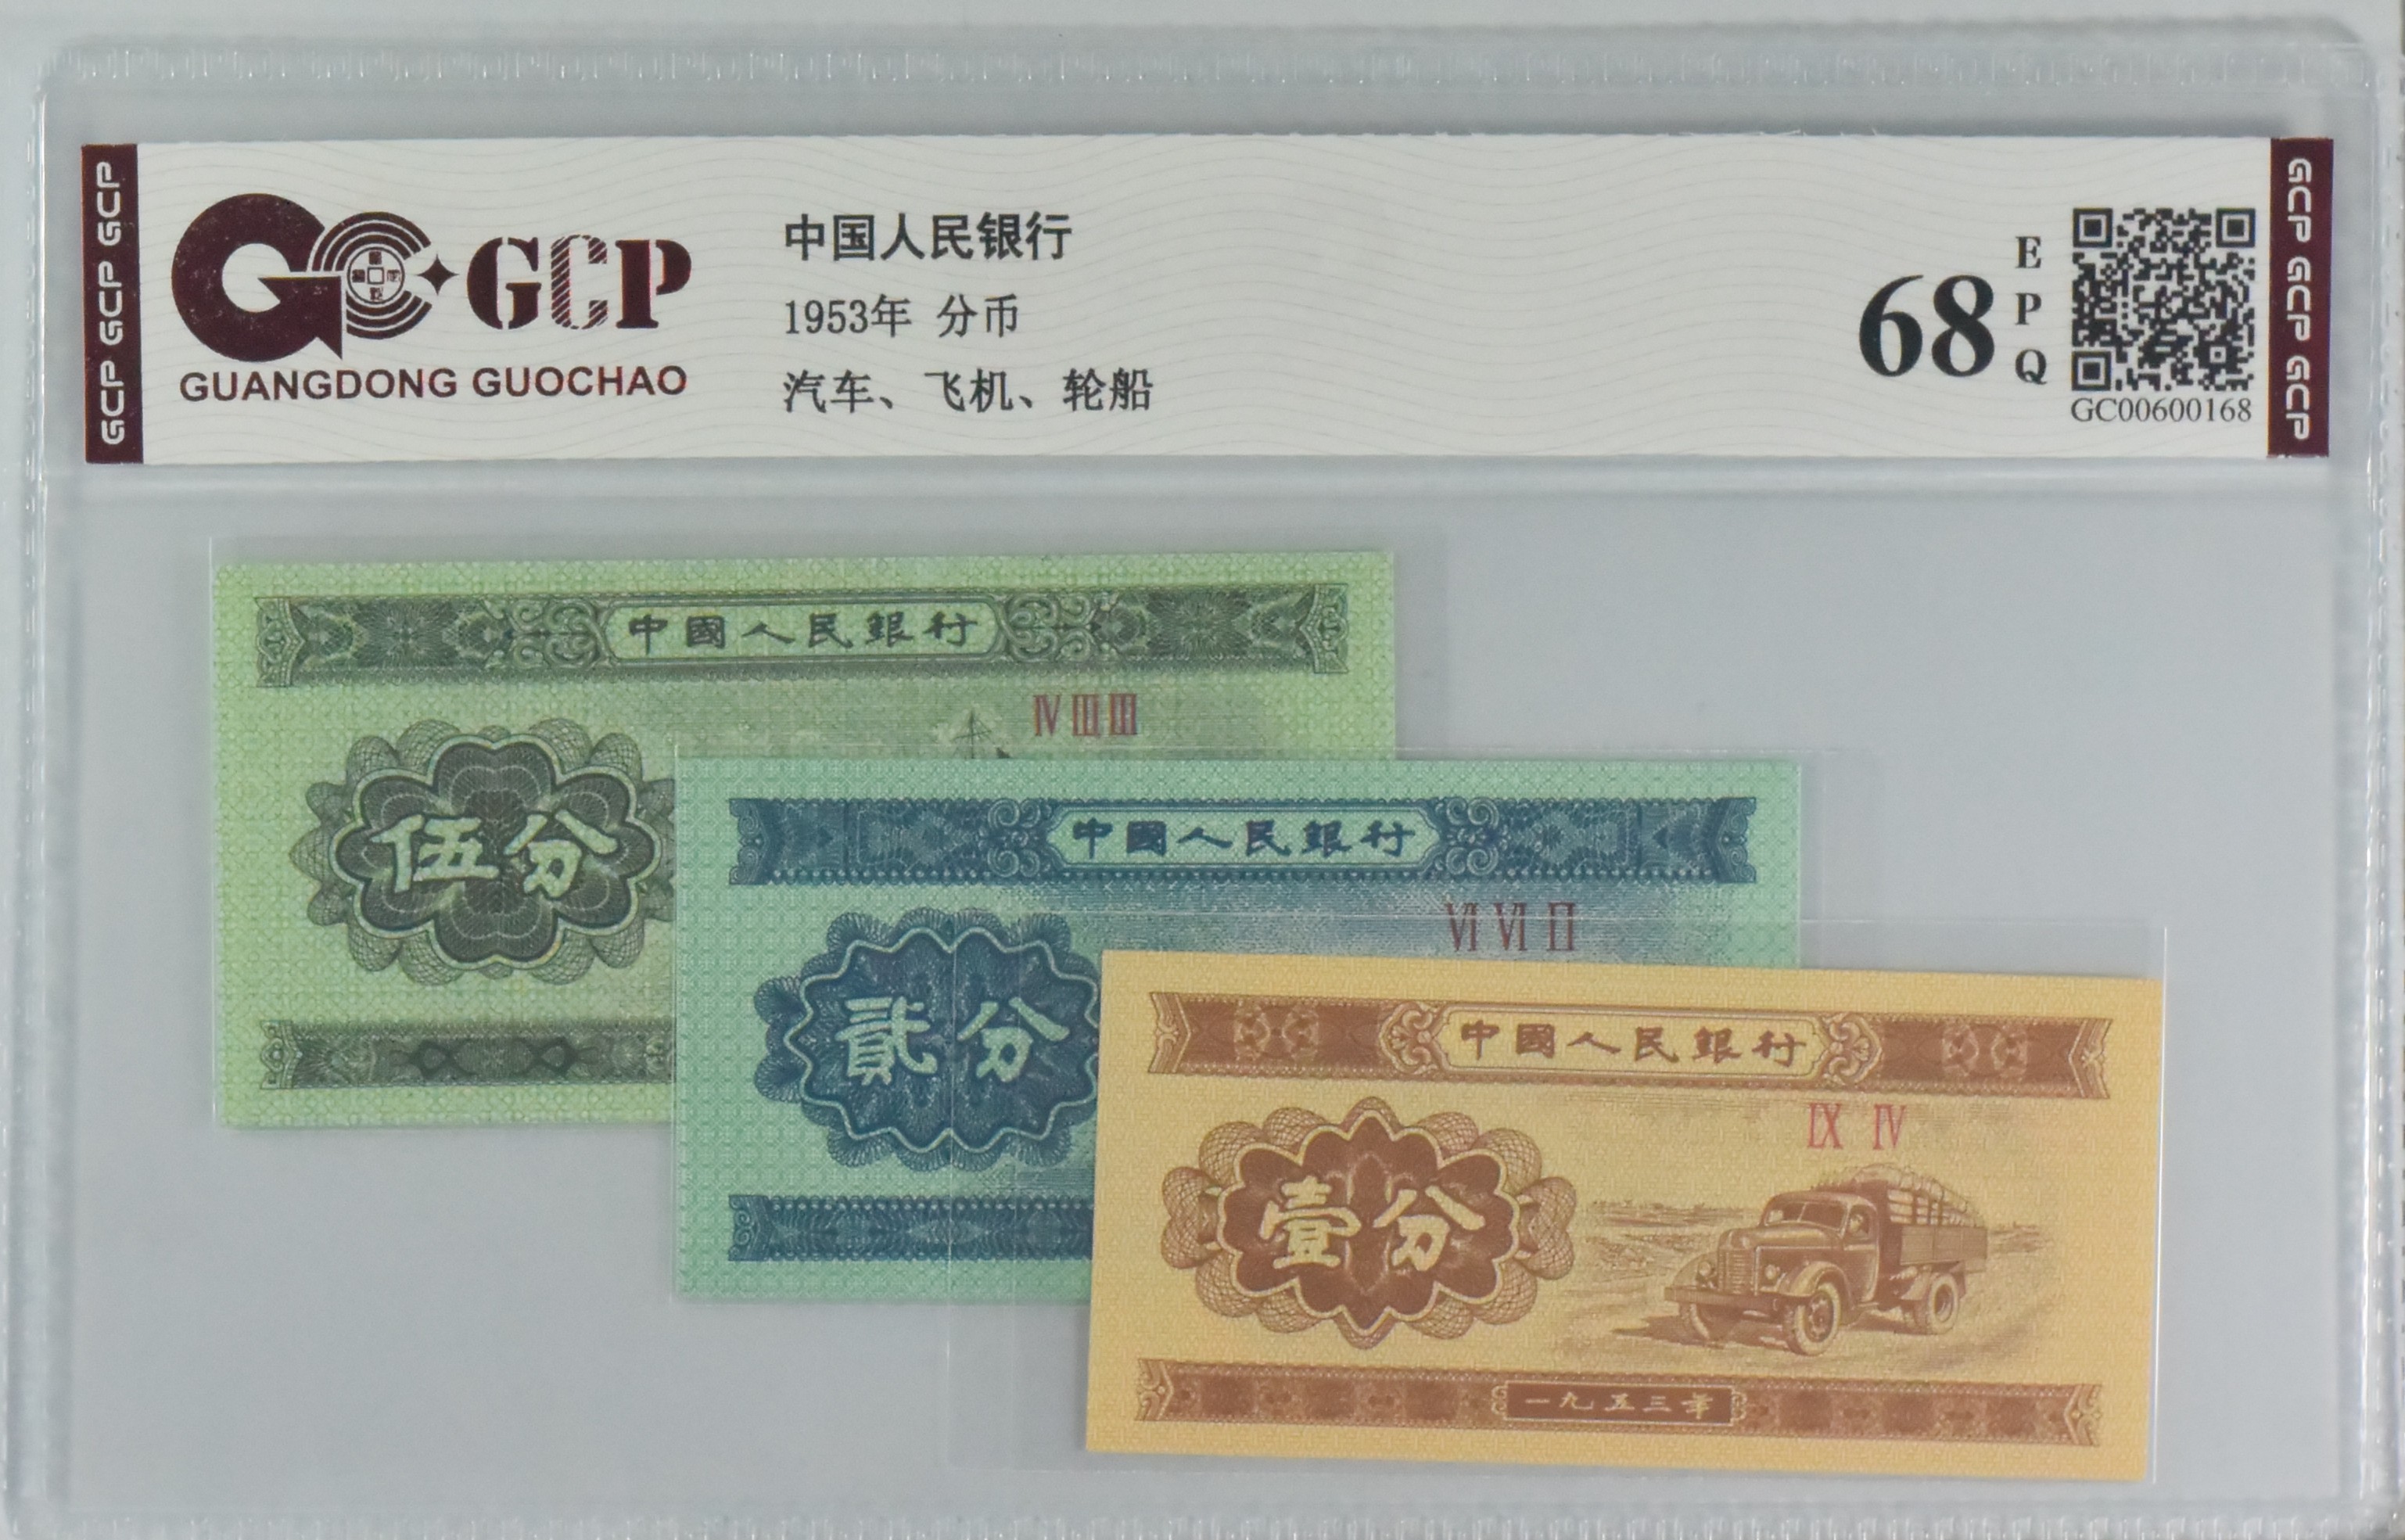 GCP GCP GCP
GCP
GUANGDONG GUOCHAO
中国人民银行
1953年 分币
汽车、飞机、轮船
68
E
P
Q
GC00600168
GCP GCP GCP
中國人民銀行
IV III III
伍分
中國人民銀行
VI VI II
貳分
中國人民銀行
IX IV
壹分
一九五三年